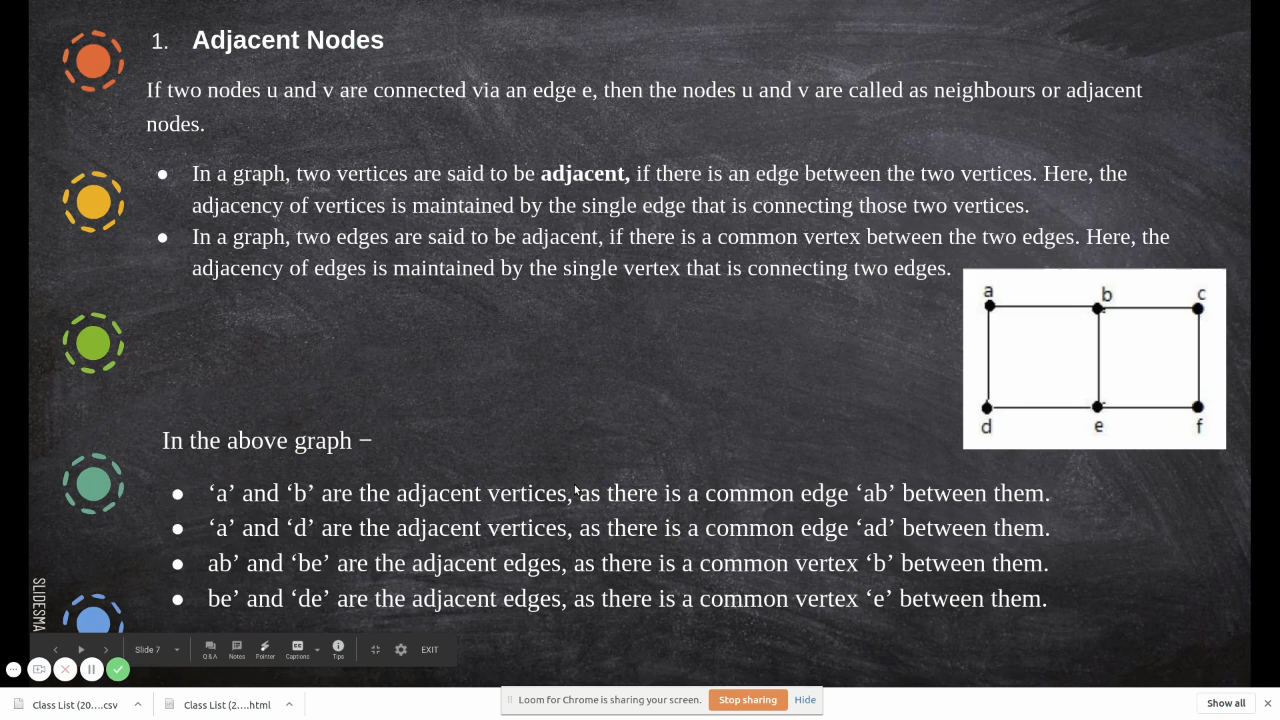 1. Adjacent Nodes
If two nodes u and v are connected via an edge e, then the nodes u and v are called as neighbours or adjacent
nodes.
● In a graph, two vertices are said to be adjacent, if there is an edge between the two vertices. Here, the
adjacency of vertices is maintained by the single edge that is connecting those two vertices.
● In a graph, two edges are said to be adjacent, if there is a common vertex between the two edges. Here, the
adjacency of edges is maintained by the single vertex that is connecting two edges.
a b c
d e f
In the above graph −
● ‘a’ and ‘b’ are the adjacent vertices, as there is a common edge ‘ab’ between them.
● ‘a’ and ‘d’ are the adjacent vertices, as there is a common edge ‘ad’ between them.
● ab’ and ‘be’ are the adjacent edges, as there is a common vertex ‘b’ between them.
● be’ and ‘de’ are the adjacent edges, as there is a common vertex ‘e’ between them.
SLIDESMA
Slide 7 Q&A Notes Pointer Captions Tips EXIT
Loom for Chrome is sharing your screen. Stop sharing Hide
Class List (20....csv Class List (2....html Show all